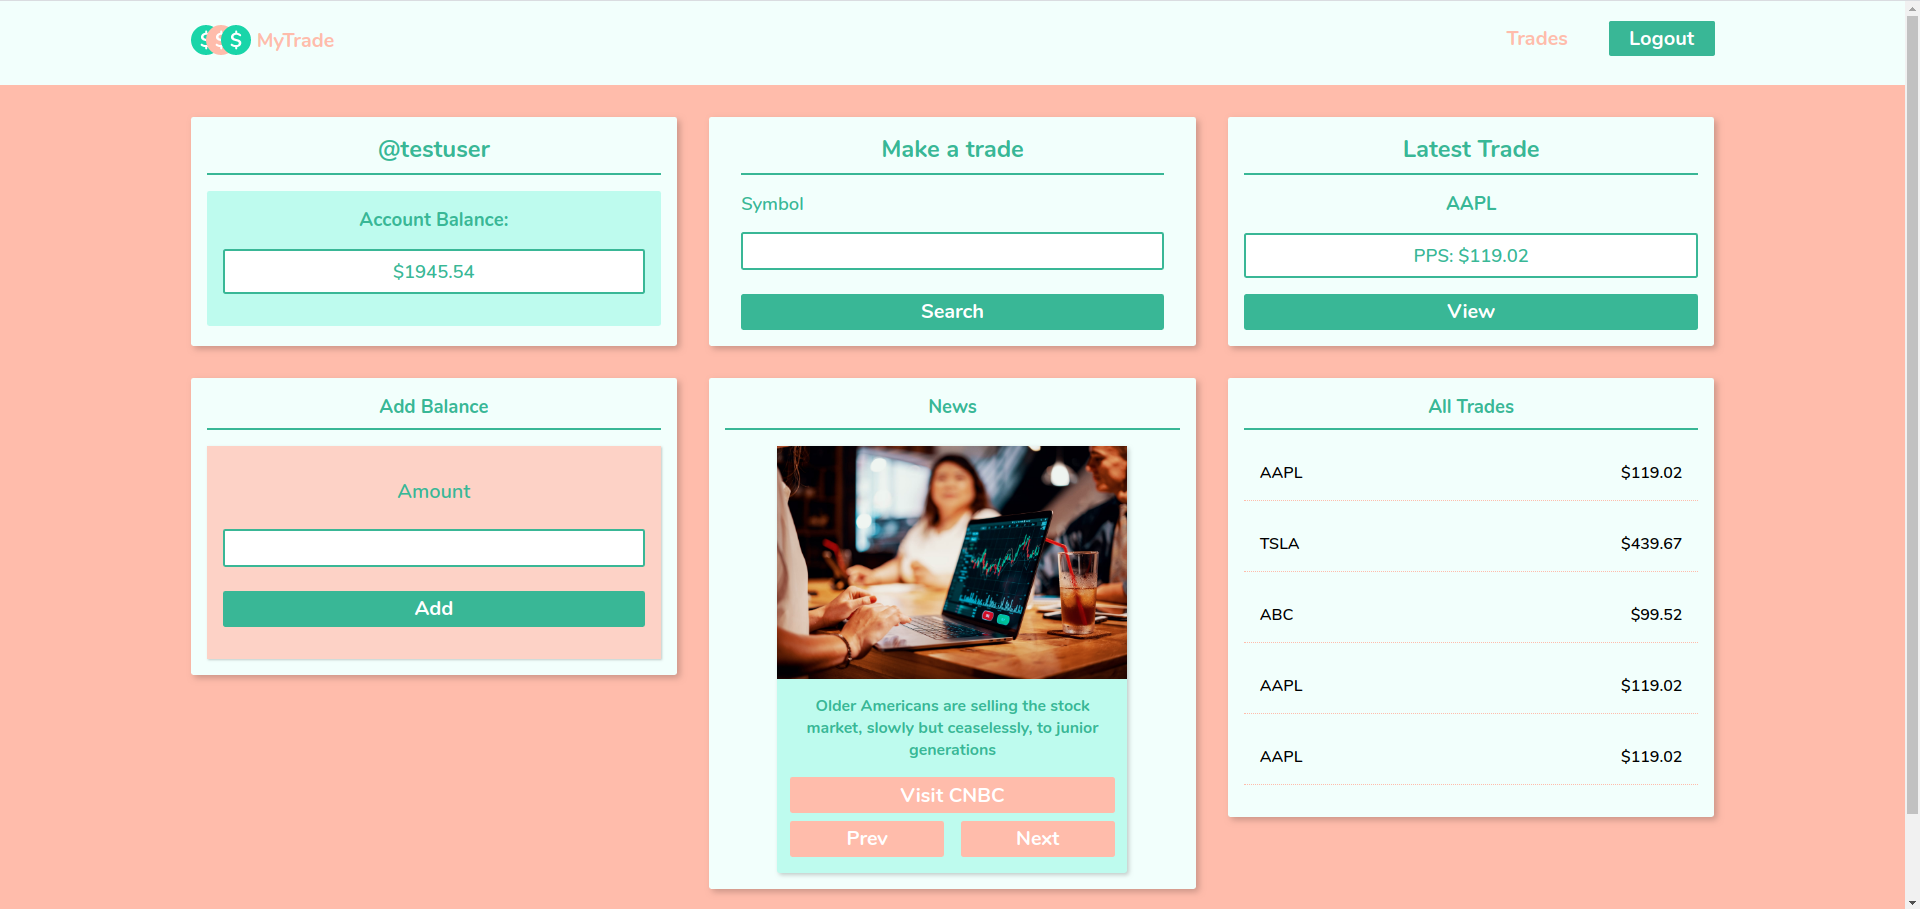 $ $ $ MyTrade
Trades
Logout
@testuser
Account Balance:
$1945.54
Make a trade
Symbol
Search
Latest Trade
AAPL
PPS: $119.02
View
Add Balance
Amount
Add
News
Older Americans are selling the stock
market, slowly but ceaselessly, to junior
generations
Visit CNBC
Prev
Next
All Trades
AAPL $119.02
TSLA $439.67
ABC $99.52
AAPL $119.02
AAPL $119.02